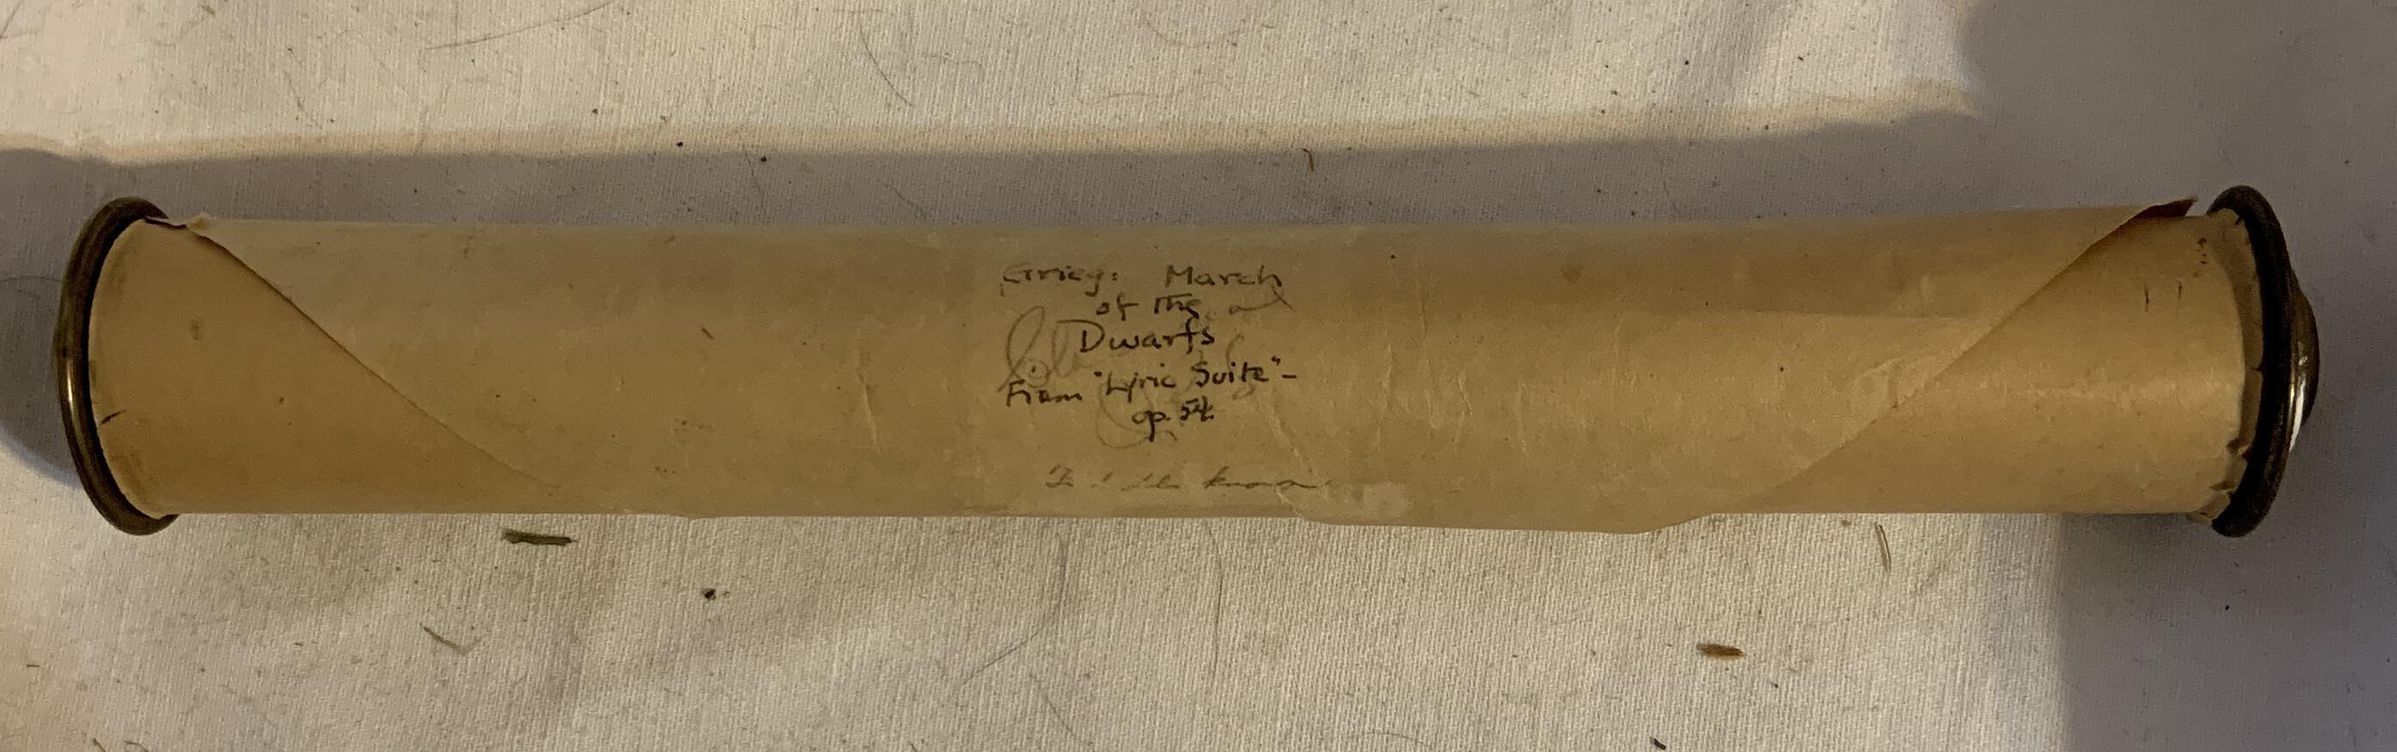 Grieg: March
of the
Dwarfs
From "Lyric Suite"-
op. 54.